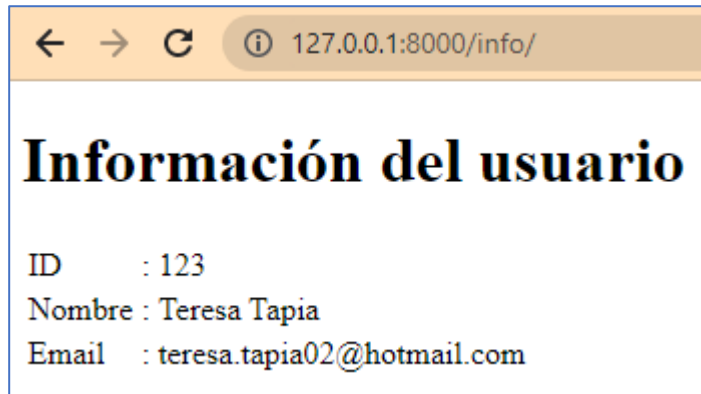 127.0.0.1:8000/info/
Información del usuario
ID : 123
Nombre : Teresa Tapia
Email : teresa.tapia02@hotmail.com